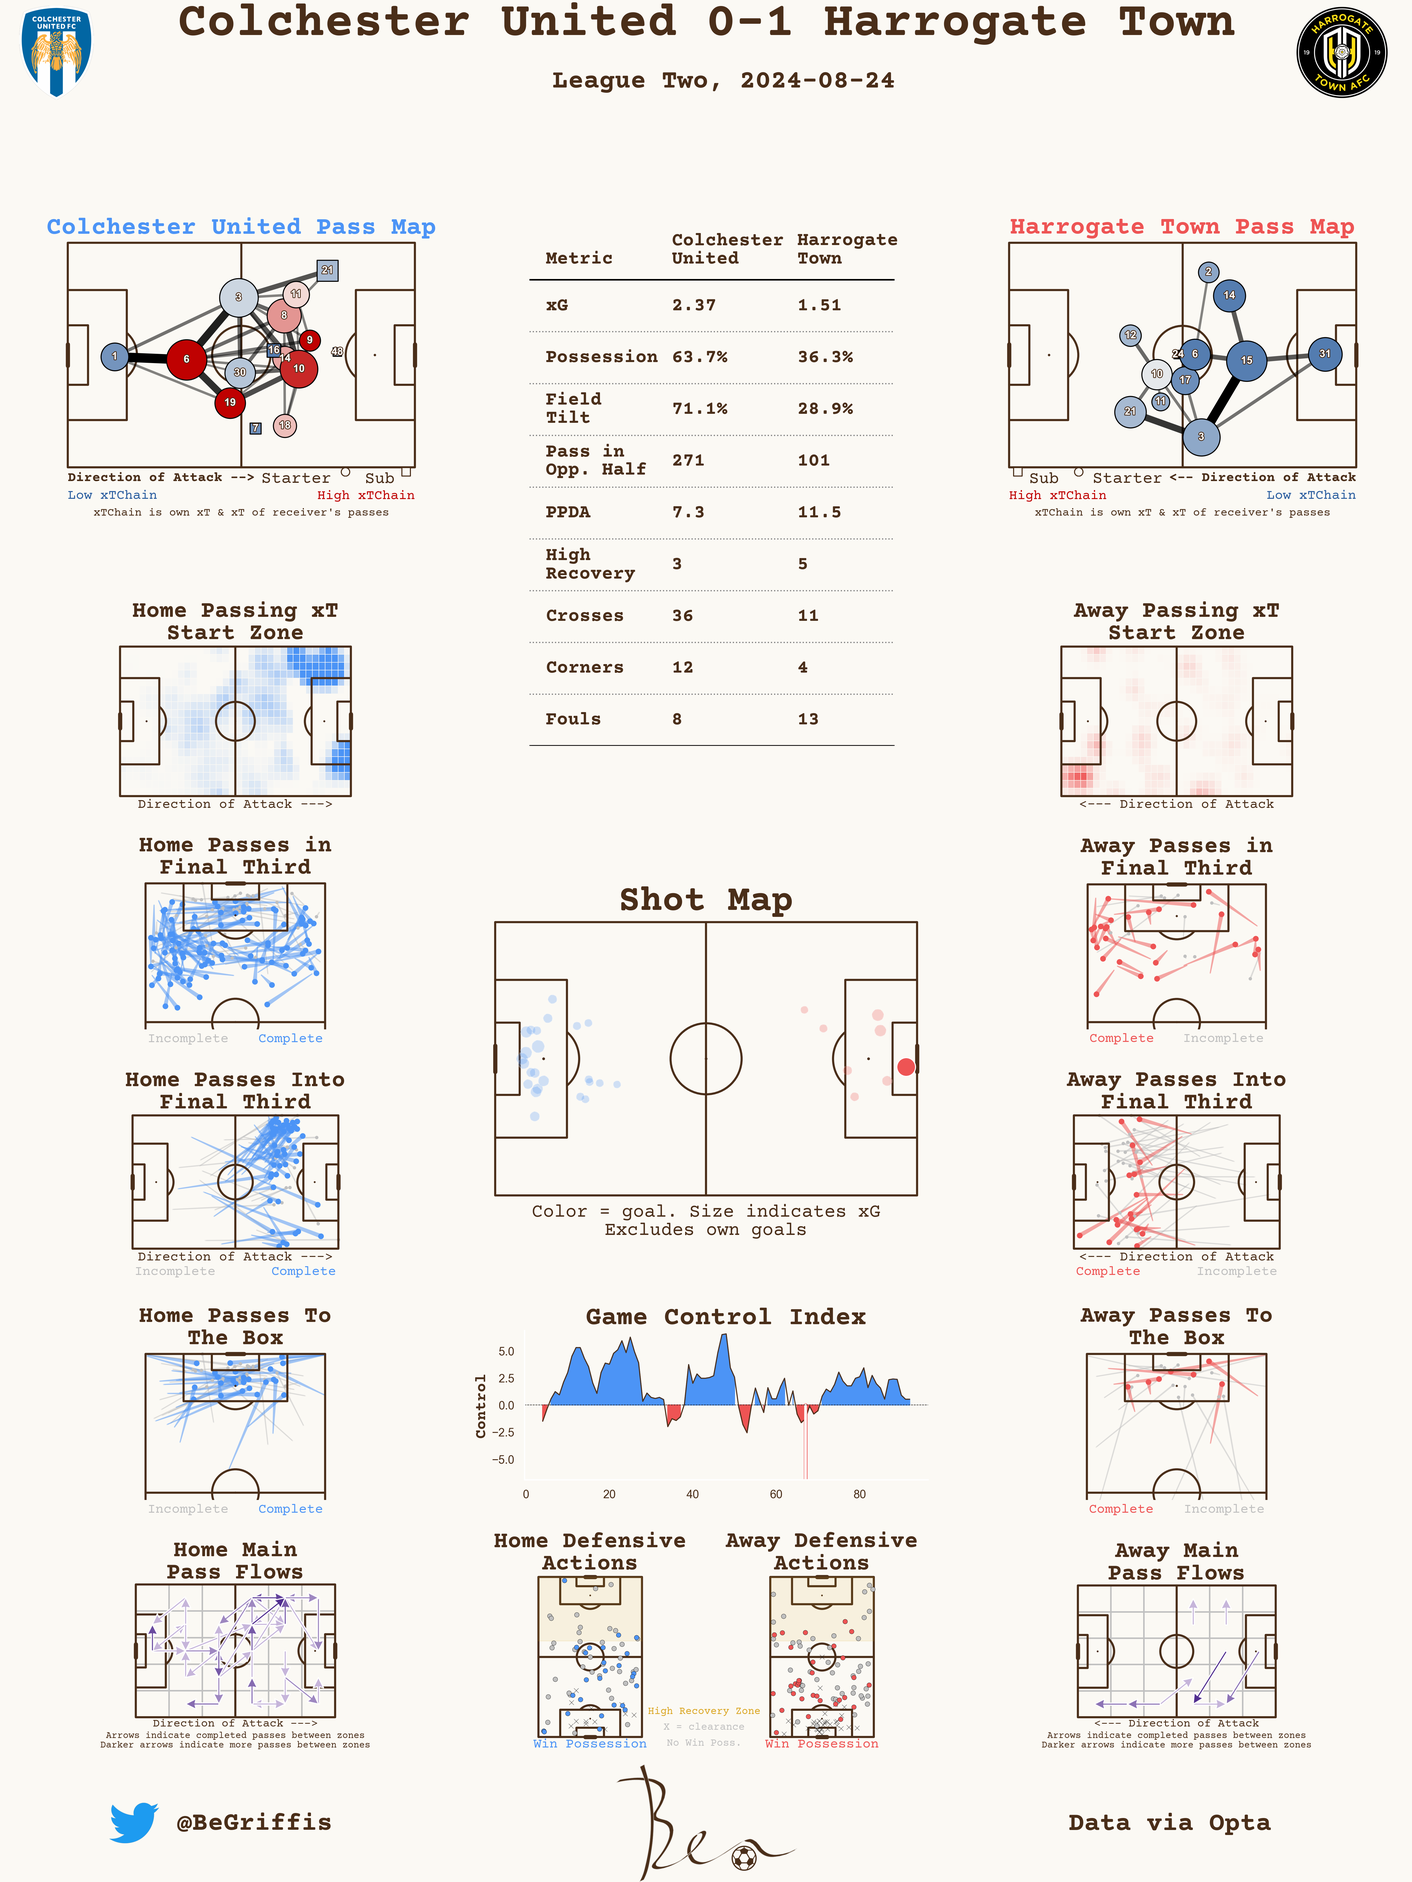 Colchester United 0-1 Harrogate Town
League Two, 2024-08-24
COLCHESTER
UNITED FC
HARROGATE
19 19
TOWN AFC
Colchester United Pass Map
21
3
11
8
9
16
14
48
1
6
30
10
19
7
18
Direction of Attack --> Starter Sub
Low xTChain High xTChain
xTChain is own xT & xT of receiver's passes
Metric Colchester United Harrogate Town
xG 2.37 1.51
Possession 63.7% 36.3%
Field Tilt 71.1% 28.9%
Pass in Opp. Half 271 101
PPDA 7.3 11.5
High Recovery 3 5
Crosses 36 11
Corners 12 4
Fouls 8 13
Harrogate Town Pass Map
2
14
12
24
6
15
31
10
17
11
21
3
Sub Starter <-- Direction of Attack
High xTChain Low xTChain
xTChain is own xT & xT of receiver's passes
Home Passing xT
Start Zone
Direction of Attack --->
Away Passing xT
Start Zone
<--- Direction of Attack
Home Passes in
Final Third
Incomplete Complete
Shot Map
Color = goal. Size indicates xG
Excludes own goals
Away Passes in
Final Third
Complete Incomplete
Home Passes Into
Final Third
Direction of Attack --->
Incomplete Complete
Away Passes Into
Final Third
<--- Direction of Attack
Complete Incomplete
Home Passes To
The Box
Incomplete Complete
Game Control Index
Control
5.0
2.5
0.0
−2.5
−5.0
0 20 40 60 80
Away Passes To
The Box
Complete Incomplete
Home Main
Pass Flows
Direction of Attack --->
Arrows indicate completed passes between zones
Darker arrows indicate more passes between zones
Home Defensive
Actions
Win Possession
High Recovery Zone
X = clearance
No Win Poss.
Away Defensive
Actions
Win Possession
Away Main
Pass Flows
<--- Direction of Attack
Arrows indicate completed passes between zones
Darker arrows indicate more passes between zones
@BeGriffis
Ben
Data via Opta